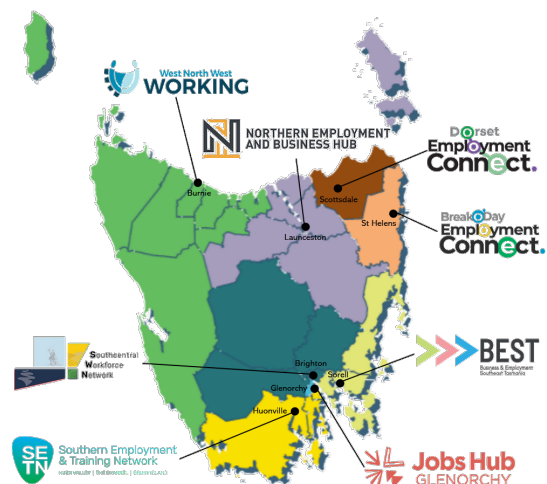 West North West
WORKING
NORTHERN EMPLOYMENT
AND BUSINESS HUB
Dorset
Employment
Connect.
Burnie
Scottsdale
Launceston
St Helens
Break O Day
Employment
Connect.
Southcentral
Workforce
Network
Brighton
Sorell
Glenorchy
BEST
Business & Employment
Southeast Tasmania
Huonville
SE
TN
Southern Employment
& Training Network
Jobs Hub
GLENORCHY